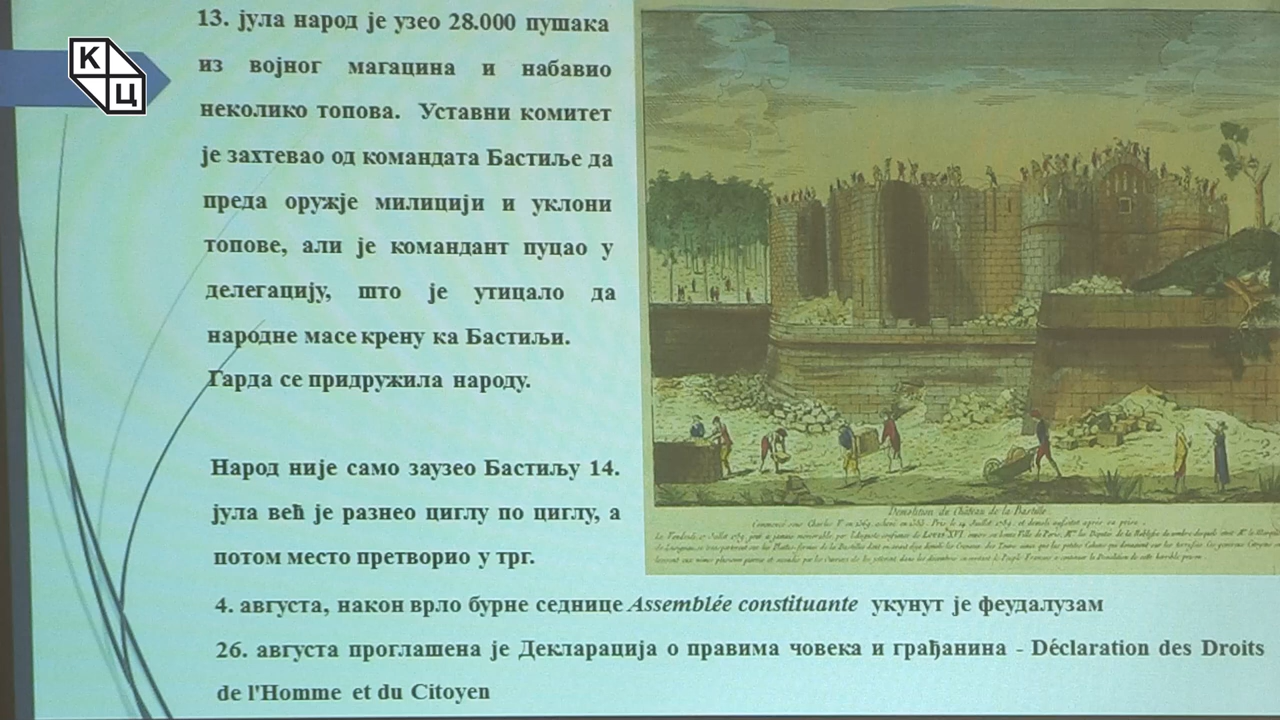 К
Ц
13. јула народ је узео 28.000 пушака
из војног магацина и набавио
неколико топова. Уставни комитет
је захтевао од командата Бастиље да
преда оружје милицији и уклони
топове, али је командант пуцао у
делегацију, што је утицало да
народне масе крену ка Бастиљи.
Гарда се придружила народу.
Народ није само заузео Бастиљу 14.
јула већ је разнео циглу по циглу, а
потом место претворио у трг.
Demolition du Château de la Bastille
4. августа, након врло бурне седнице Assemblée constituante укунут је феудалузам
26. августа проглашена је Декларација о правима човека и грађанина - Déclaration des Droits
de l'Homme et du Citoyen